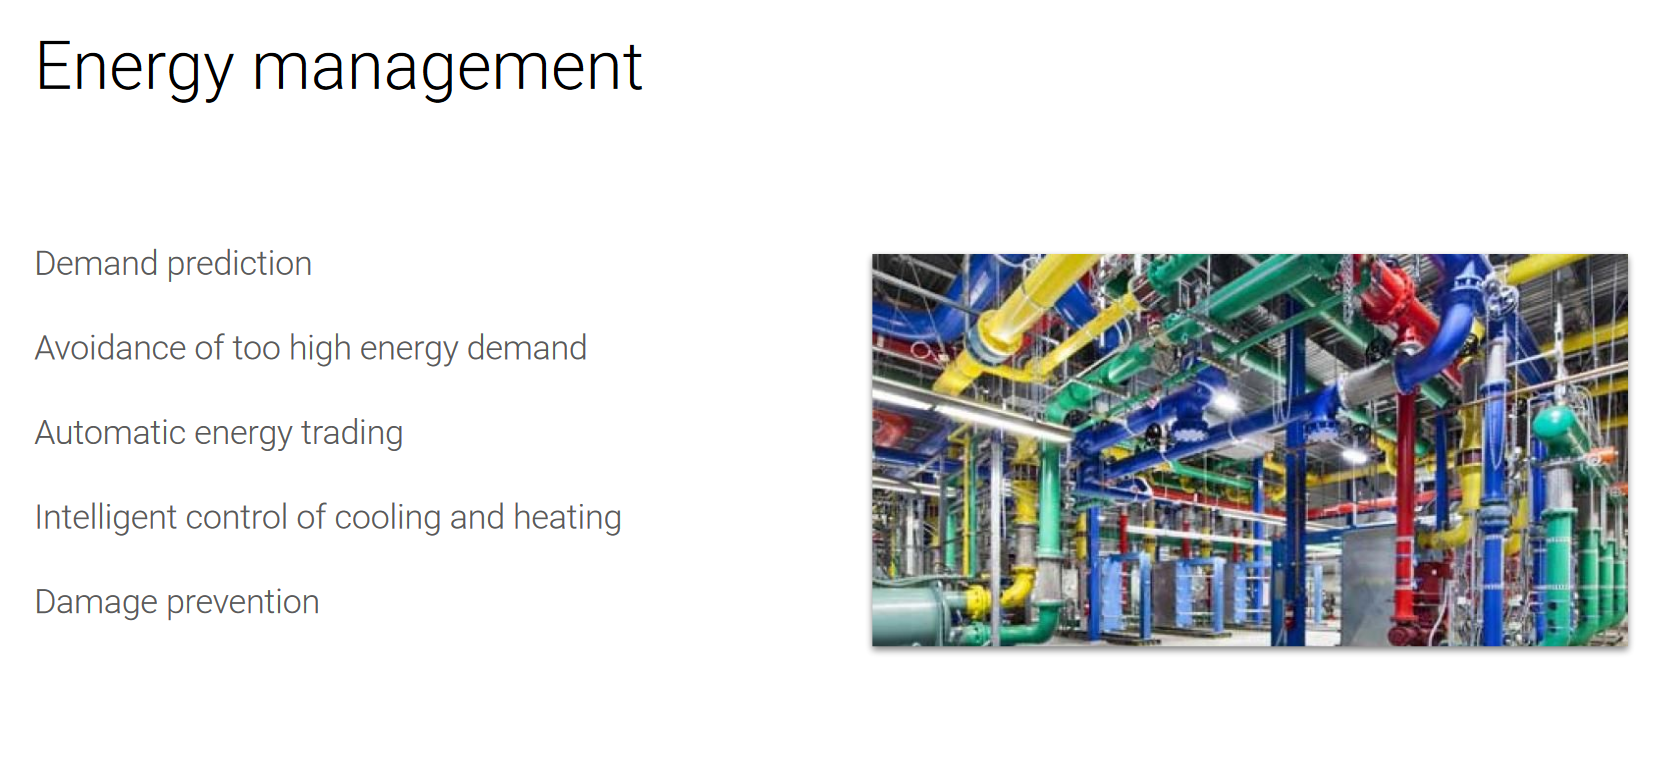 Energy management
Demand prediction
Avoidance of too high energy demand
Automatic energy trading
Intelligent control of cooling and heating
Damage prevention